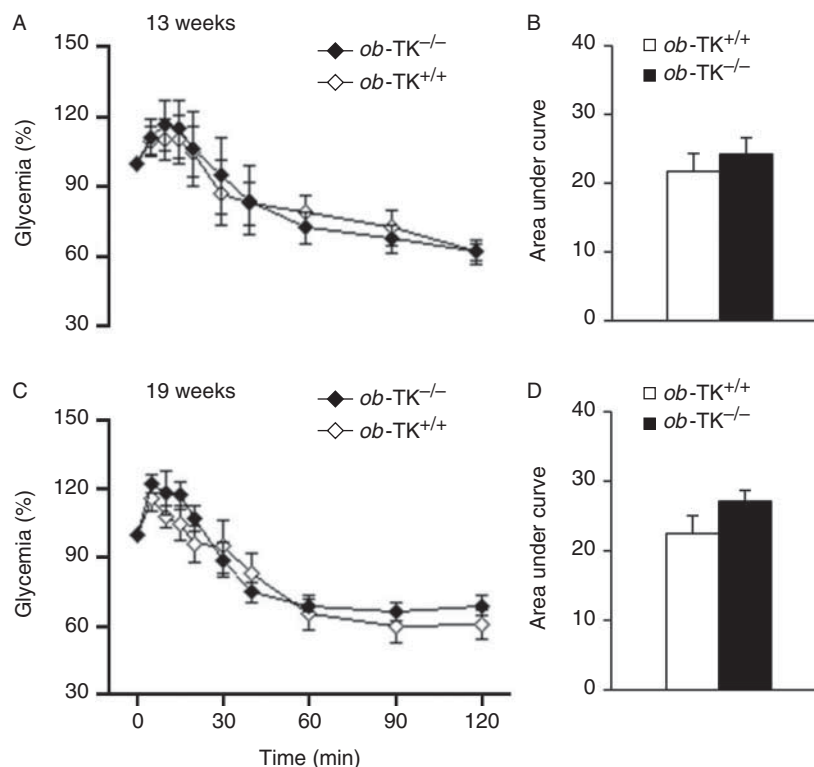 A 13 weeks
150
120
90
60
30
Glycemia (%)
ob-TK−/−
ob-TK+/+
B
40
30
20
10
0
Area under curve
ob-TK+/+
ob-TK−/−
C 19 weeks
150
120
90
60
30
Glycemia (%)
ob-TK−/−
ob-TK+/+
0 30 60 90 120
Time (min)
D
40
30
20
10
0
Area under curve
ob-TK+/+
ob-TK−/−